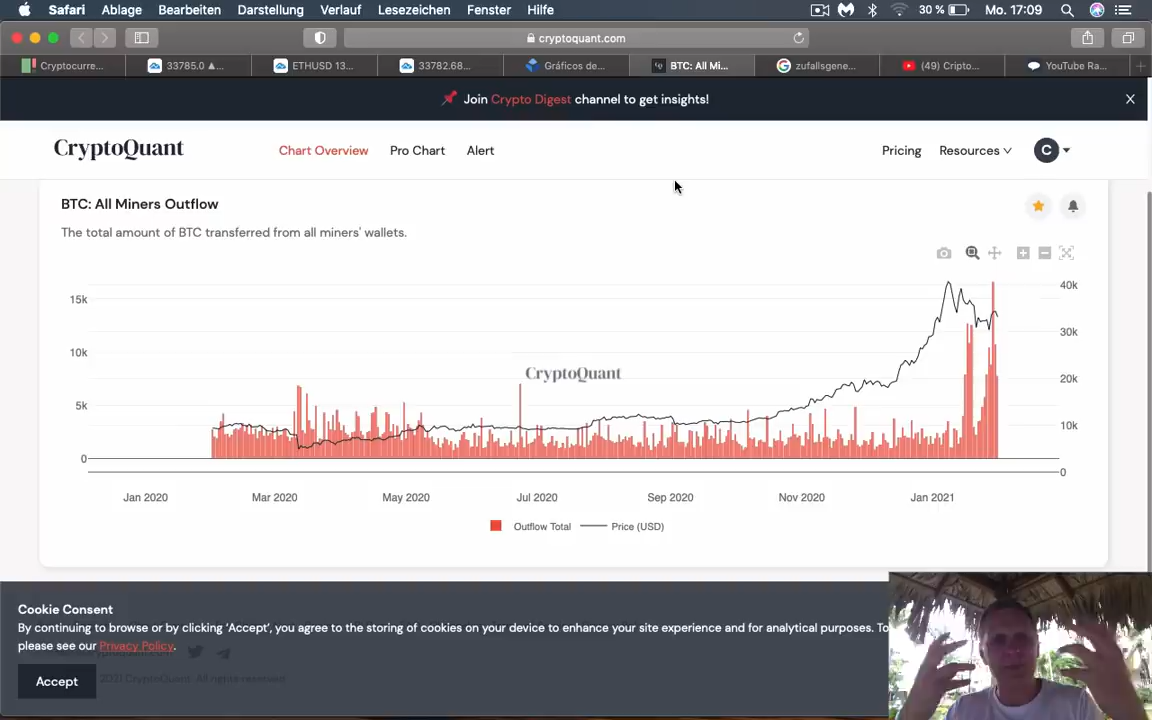 Safari Ablage Bearbeiten Darstellung Verlauf Lesezeichen Fenster Hilfe 30 % Mo. 17:09
cryptoquant.com
Cryptocurre... 33785.0 ▲... ETHUSD 13... 33782.68... Gráficos de... BTC: All Mi... zufallsgene... (49) Cripto... YouTube Ra...
Join Crypto Digest channel to get insights!
CryptoQuant Chart Overview Pro Chart Alert Pricing Resources C
BTC: All Miners Outflow
The total amount of BTC transferred from all miners' wallets.
15k 40k
30k
10k
20k
CryptoQuant
5k
10k
0
0
Jan 2020 Mar 2020 May 2020 Jul 2020 Sep 2020 Nov 2020 Jan 2021
Outflow Total Price (USD)
Cookie Consent
By continuing to browse or by clicking ‘Accept’, you agree to the storing of cookies on your device to enhance your site experience and for analytical purposes. To
please see our Privacy Policy.
Accept
2021 CryptoQuant. All rights reserved